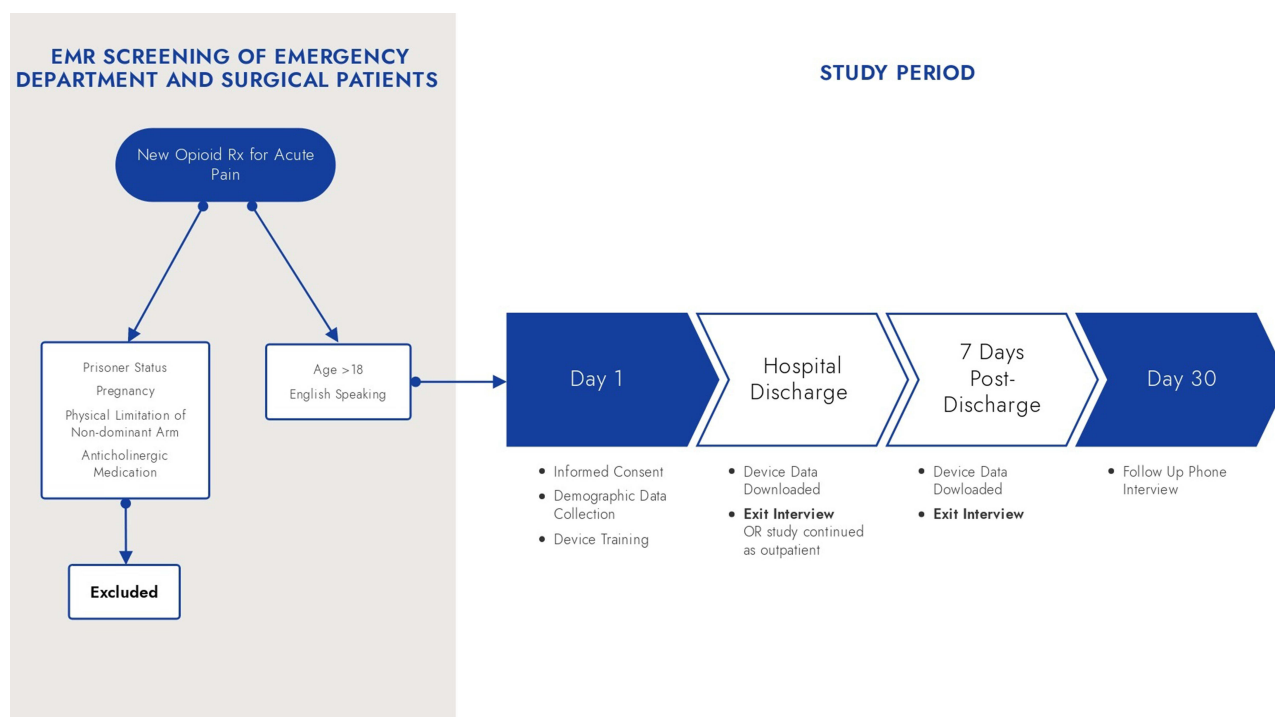 EMR SCREENING OF EMERGENCY
DEPARTMENT AND SURGICAL PATIENTS
New Opioid Rx for Acute
Pain
Prisoner Status
Pregnancy
Physical Limitation of
Non-dominant Arm
Anticholinergic
Medication
Excluded
Age >18
English Speaking
STUDY PERIOD
Day 1
• Informed Consent
• Demographic Data
Collection
• Device Training
Hospital
Discharge
• Device Data
Downloaded
• Exit Interview
OR study continued
as outpatient
7 Days
Post-
Discharge
• Device Data
Dowloaded
• Exit Interview
Day 30
• Follow Up Phone
Interview